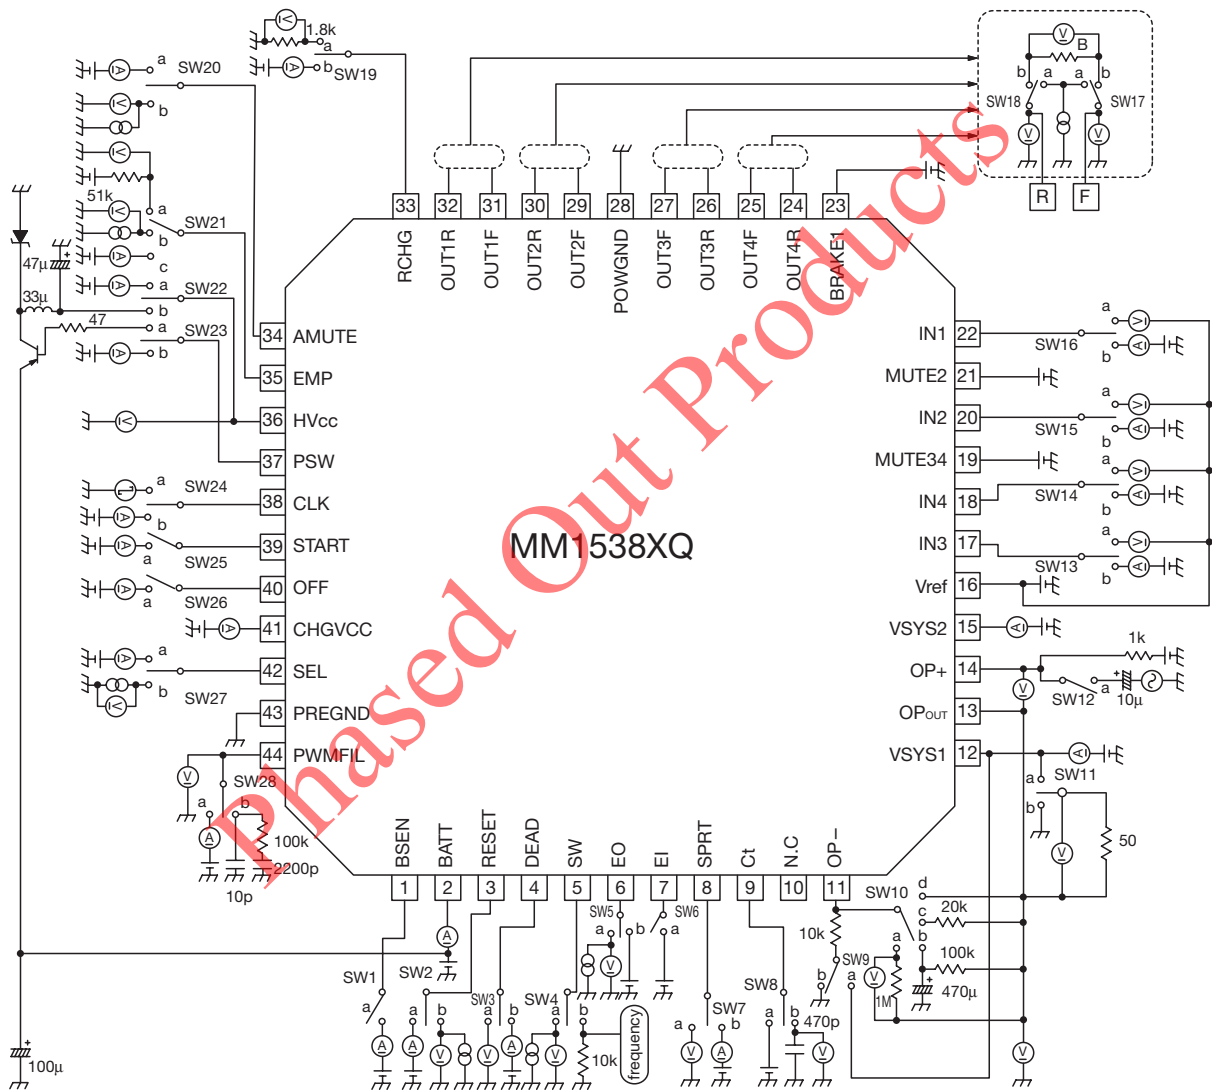 1.8k
a
b
SW19
a
SW20
b
51k
a
SW21
b
c
47μ
+
a
SW22
b
33μ
47
a
SW23
b
B
b
a
a
b
SW18
SW17
R
F
33
32
31
30
29
28
27
26
25
24
23
RCHG
OUT1R
OUT1F
OUT2R
OUT2F
POWGND
OUT3F
OUT3R
OUT4F
OUT4R
BRAKE1
34 AMUTE
35 EMP
36 HVcc
37 PSW
38 CLK
39 START
40 OFF
41 CHGVCC
42 SEL
43 PREGND
44 PWMFIL
a
SW24
b
SW25
a
SW26
a
a
SW27
b
MM1538XQ
Phased Out Products
IN1 22
MUTE2 21
IN2 20
MUTE34 19
IN4 18
IN3 17
Vref 16
VSYS2 15
OP+ 14
OPOUT 13
VSYS1 12
a
SW16
b
a
SW15
b
a
SW14
b
a
SW13
b
1k
SW12
a
+
10μ
SW11
a
b
50
SW28
a
b
100k
2200p
10p
BSEN
BATT
RESET
DEAD
SW
EO
EI
SPRT
Ct
N.C
OP−
1
2
3
4
5
6
7
8
9
10
11
SW1
a
SW2
a
b
SW3
a
b
SW4
a
b
10k
frequency
SW5
a
b
SW6
a
SW7
a
b
SW8
a
b
470p
10k
SW9
b
a
SW10
d
c
b
a
20k
100k
1M
+
470μ
+
100μ